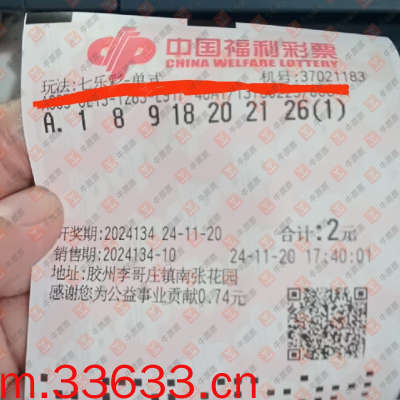 中国福利彩票
CHINA WELFARE LOTTERY
玩法:七乐彩-单式 机号:37021183
A. 1 8 9 18 20 21 26(1)
开奖期:2024134 24-11-20 合计:2元
销售期:2024134-10 24-11-20 17:40:01
地址:胶州李哥庄镇南张花园
感谢您为公益事业贡献0.74元
m.33633.cn